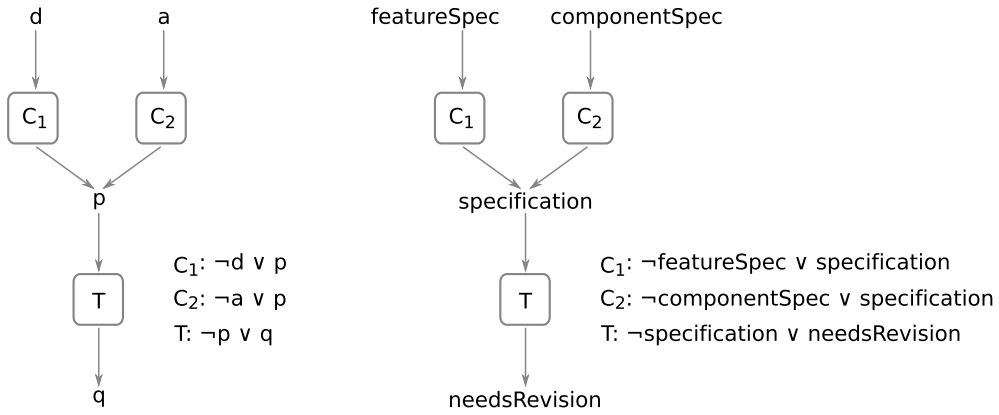 d a
C1 C2
p
T
q
C1: ¬d ∨ p
C2: ¬a ∨ p
T: ¬p ∨ q
featureSpec componentSpec
C1 C2
specification
T
needsRevision
C1: ¬featureSpec ∨ specification
C2: ¬componentSpec ∨ specification
T: ¬specification ∨ needsRevision